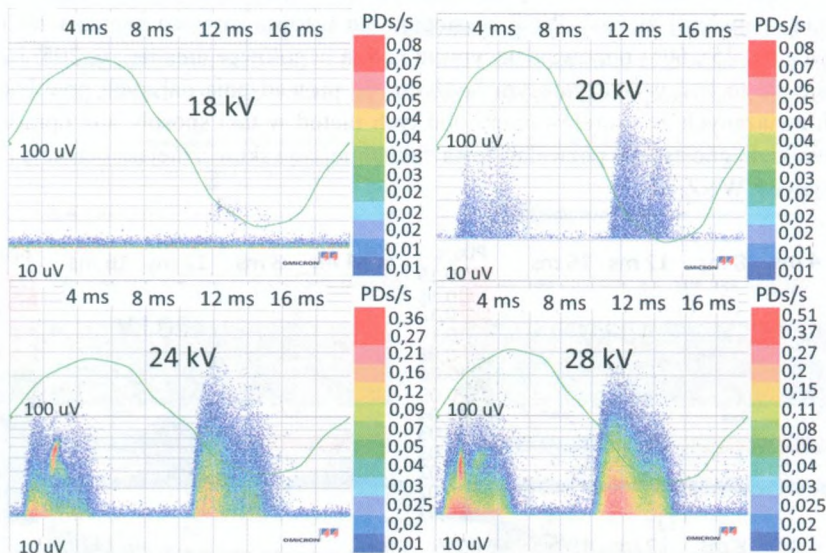 4 ms 8 ms 12 ms 16 ms PDs/s
18 kV
100 uV
10 uV
OMICRON
0,08
0,07
0,06
0,05
0,04
0,04
0,03
0,03
0,02
0,02
0,02
0,01
0,01
4 ms 8 ms 12 ms 16 ms PDs/s
20 kV
100 uV
10 uV
OMICRON
0,08
0,07
0,06
0,05
0,04
0,04
0,03
0,03
0,02
0,02
0,02
0,01
0,01
4 ms 8 ms 12 ms 16 ms PDs/s
24 kV
100 uV
10 uV
OMICRON
0,36
0,27
0,21
0,16
0,12
0,09
0,07
0,05
0,04
0,03
0,025
0,02
0,01
4 ms 8 ms 12 ms 16 ms PDs/s
28 kV
100 uV
10 uV
OMICRON
0,51
0,37
0,27
0,2
0,15
0,11
0,08
0,06
0,04
0,03
0,025
0,02
0,01